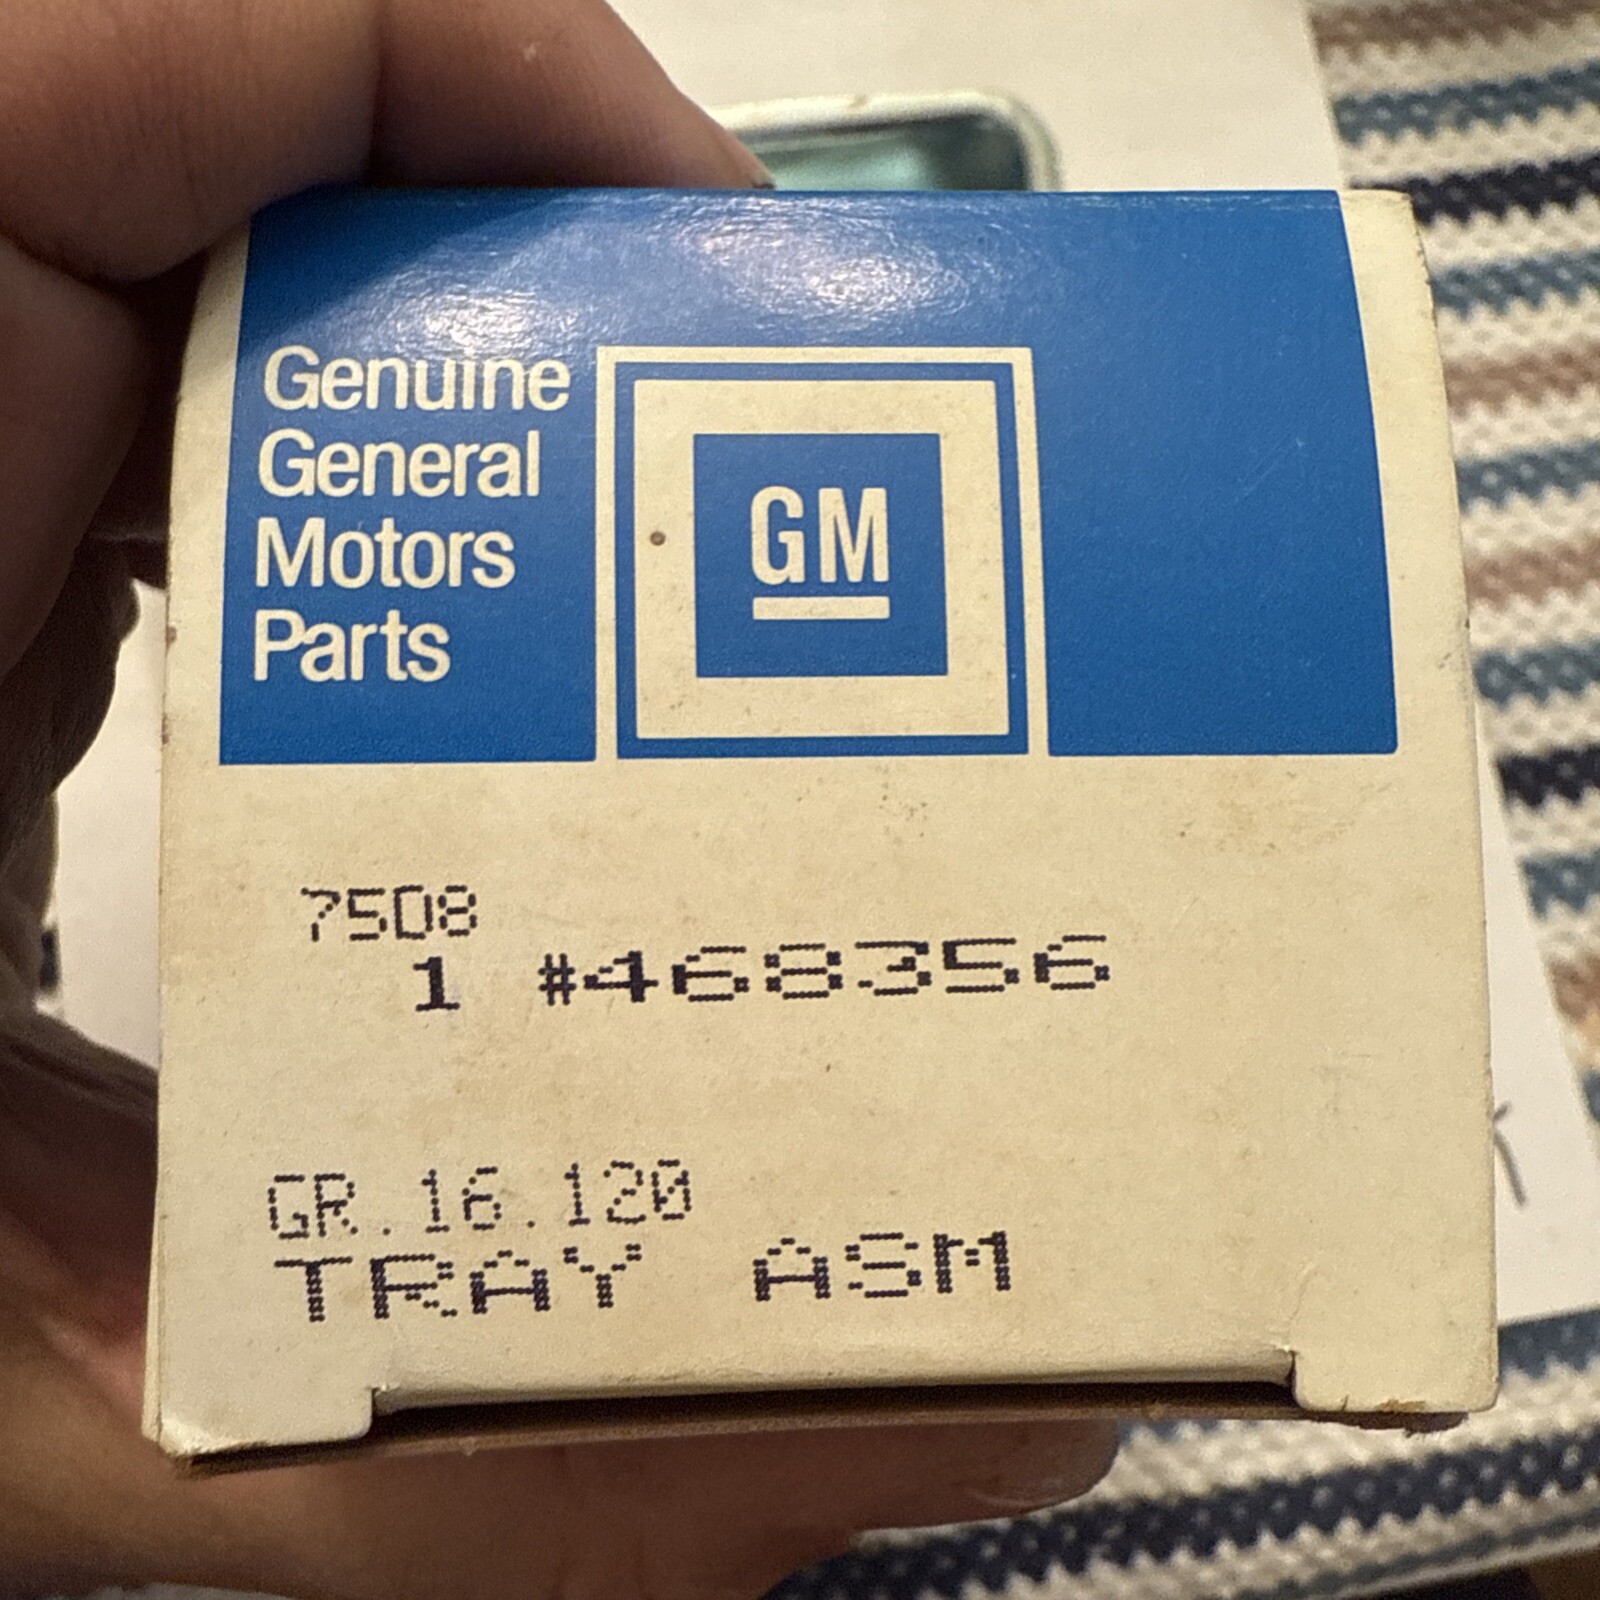 Genuine
General
Motors
Parts
GM
7508
1 #468356
GR.16.120
TRAY ASM